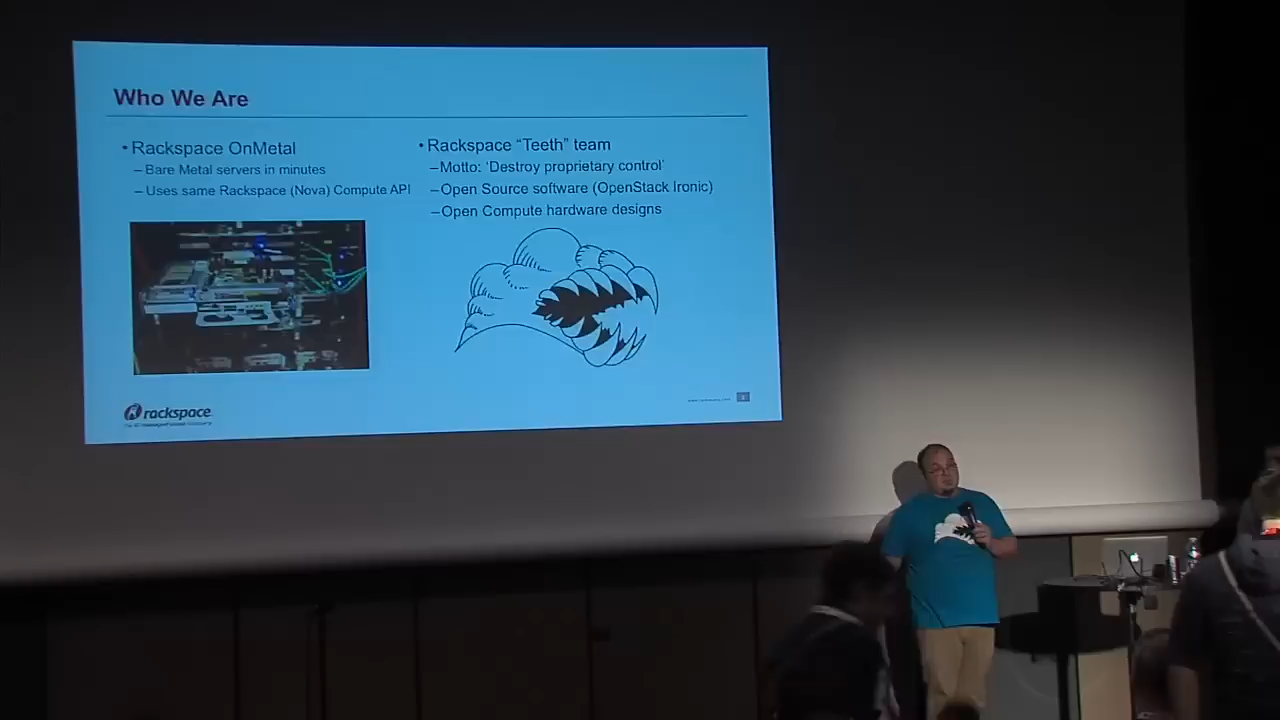 Who We Are
• Rackspace OnMetal
– Bare Metal servers in minutes
– Uses same Rackspace (Nova) Compute API
• Rackspace “Teeth” team
– Motto: ‘Destroy proprietary control’
– Open Source software (OpenStack Ironic)
– Open Compute hardware designs
rackspace